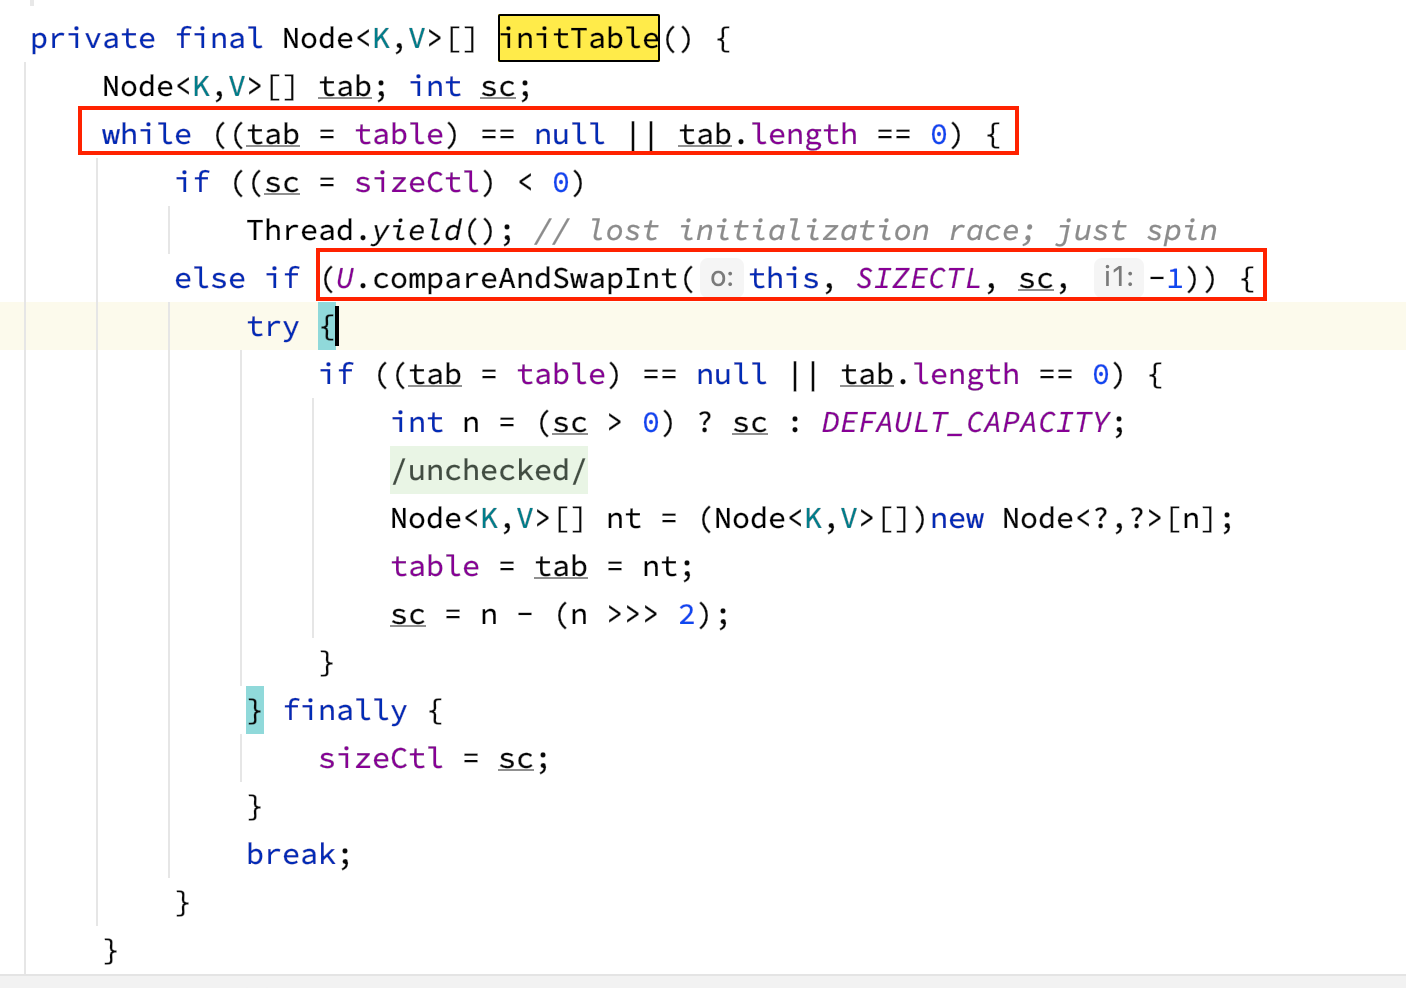 private final Node<K,V>[] initTable() {
    Node<K,V>[] tab; int sc;
    while ((tab = table) == null || tab.length == 0) {
        if ((sc = sizeCtl) < 0)
            Thread.yield(); // lost initialization race; just spin
        else if (U.compareAndSwapInt( o: this, SIZECTL, sc, i1: -1)) {
            try {
                if ((tab = table) == null || tab.length == 0) {
                    int n = (sc > 0) ? sc : DEFAULT_CAPACITY;
                    /unchecked/
                    Node<K,V>[] nt = (Node<K,V>[])new Node<?,?>[n];
                    table = tab = nt;
                    sc = n - (n >>> 2);
                }
            } finally {
                sizeCtl = sc;
            }
            break;
        }
    }